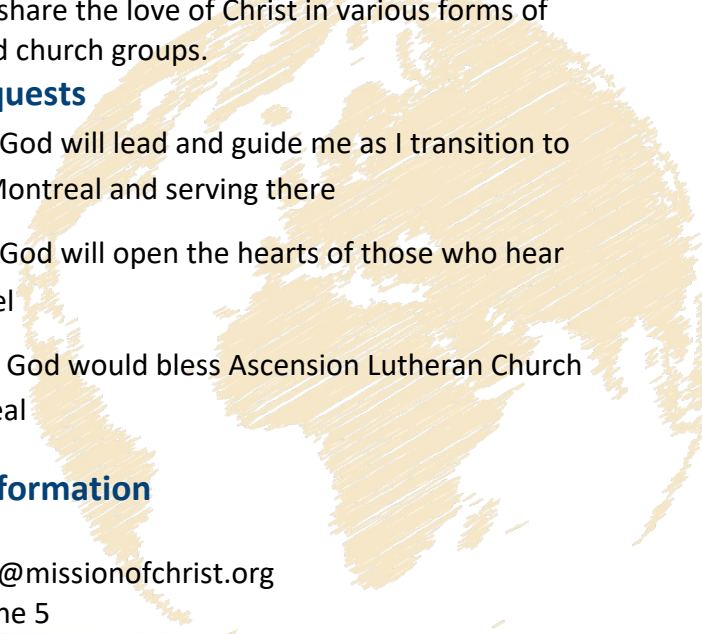 share the love of Christ in various forms of
d church groups.
quests
God will lead and guide me as I transition to
Montreal and serving there
God will open the hearts of those who hear
el
God would bless Ascension Lutheran Church
eal
formation
@missionofchrist.org
ne 5